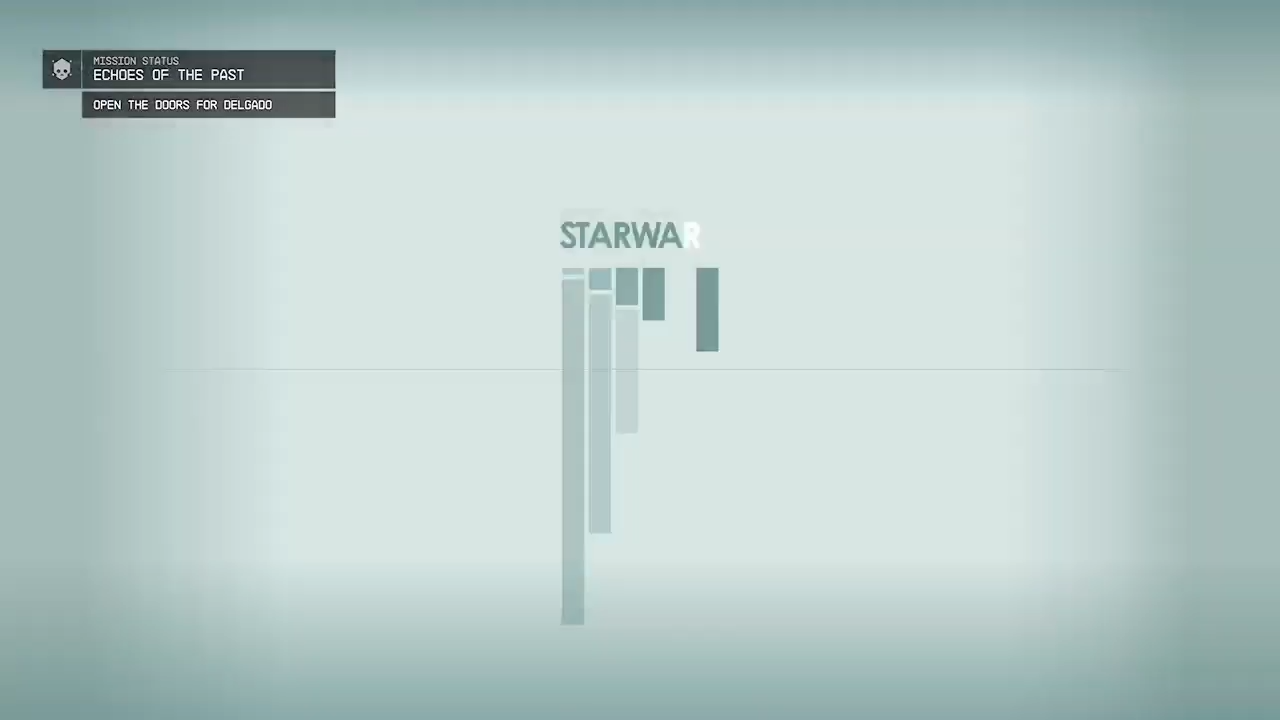 MISSION STATUS
ECHOES OF THE PAST
OPEN THE DOORS FOR DELGADO
STARWAR